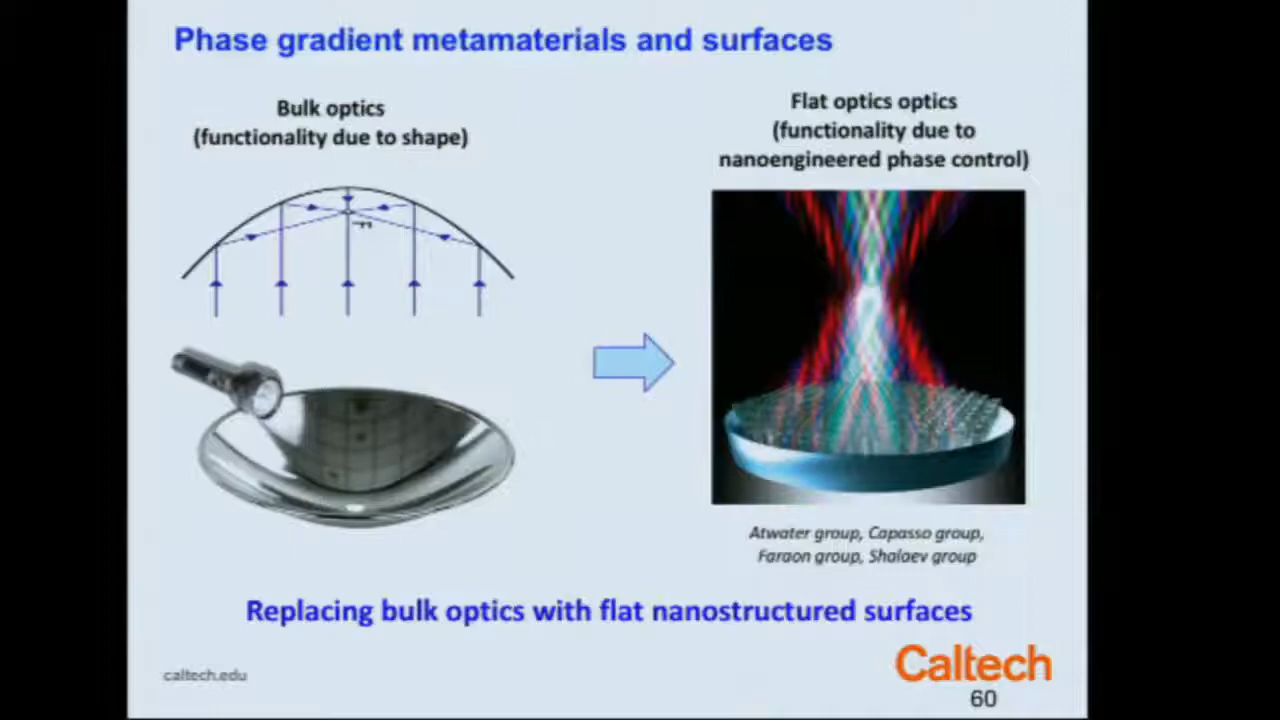 Phase gradient metamaterials and surfaces
Bulk optics
(functionality due to shape)
Flat optics optics
(functionality due to
nanoengineered phase control)
Atwater group, Capasso group,
Faraon group, Shalaev group
Replacing bulk optics with flat nanostructured surfaces
caltech.edu
Caltech
60